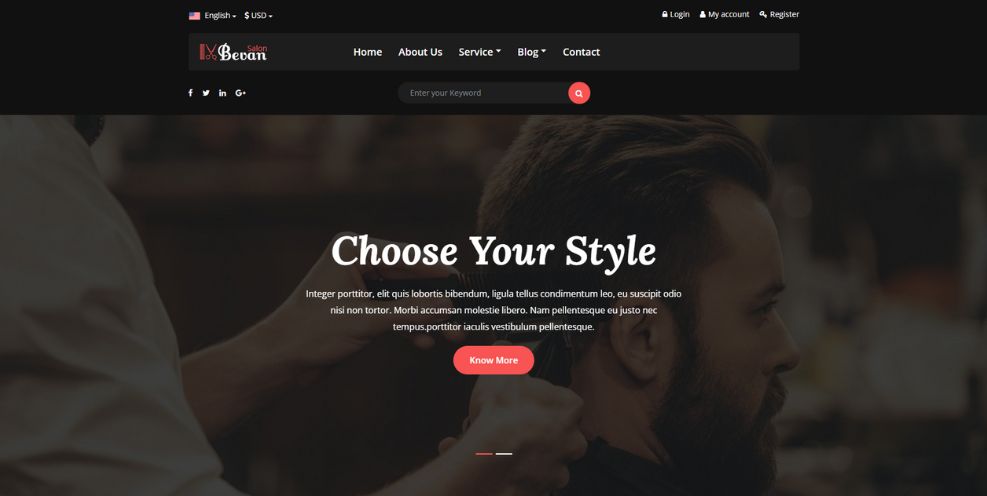 English
$ USD
Login
My account
Register
Bevan
Salon
Home
About Us
Service
Blog
Contact
Enter your Keyword
Choose Your Style
Integer porttitor, elit quis lobortis bibendum, ligula tellus condimentum leo, eu suscipit odio
nisi non tortor. Morbi accumsan molestie libero. Nam pellentesque eu justo nec
tempus.porttitor iaculis vestibulum pellentesque.
Know More